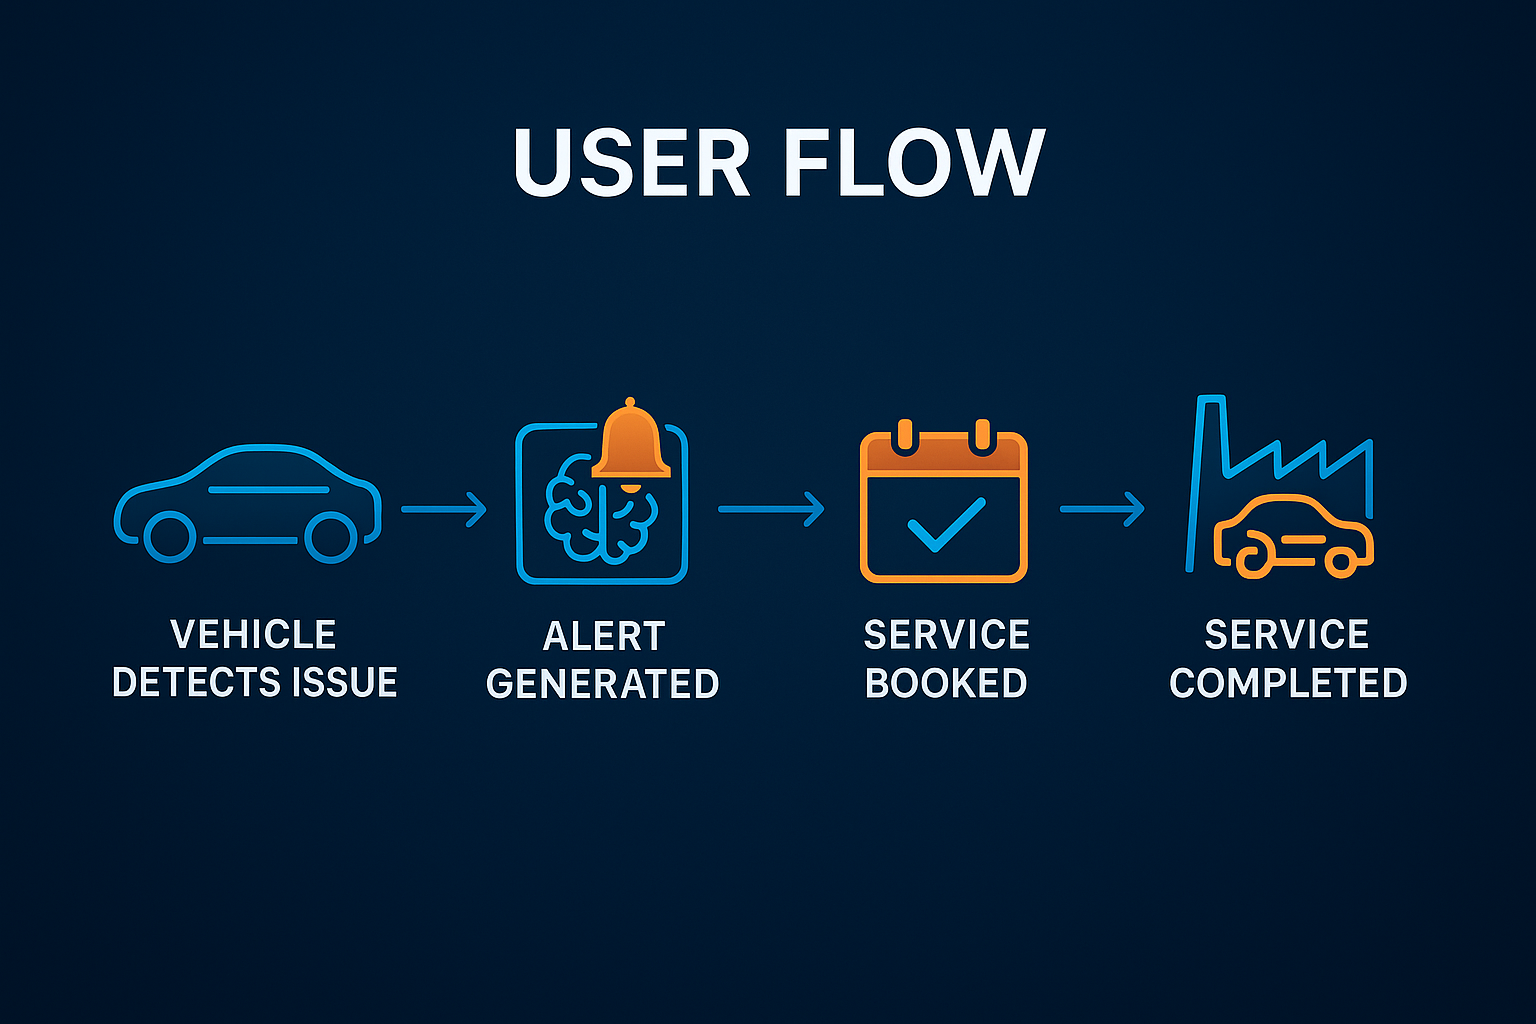 USER FLOW
VEHICLE
DETECTS ISSUE
ALERT
GENERATED
SERVICE
BOOKED
SERVICE
COMPLETED